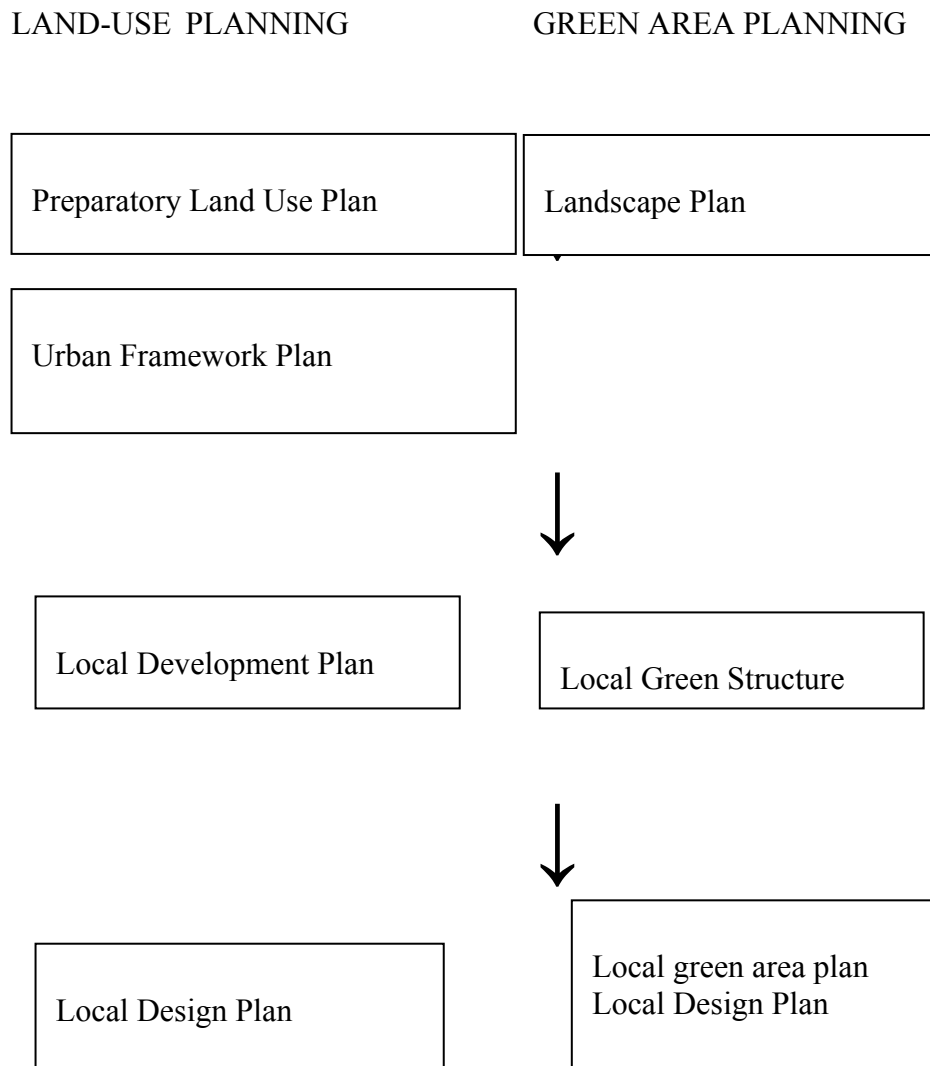 LAND-USE PLANNING
GREEN AREA PLANNING
Preparatory Land Use Plan
Landscape Plan
Urban Framework Plan
Local Development Plan
Local Green Structure
Local Design Plan
Local green area plan
Local Design Plan